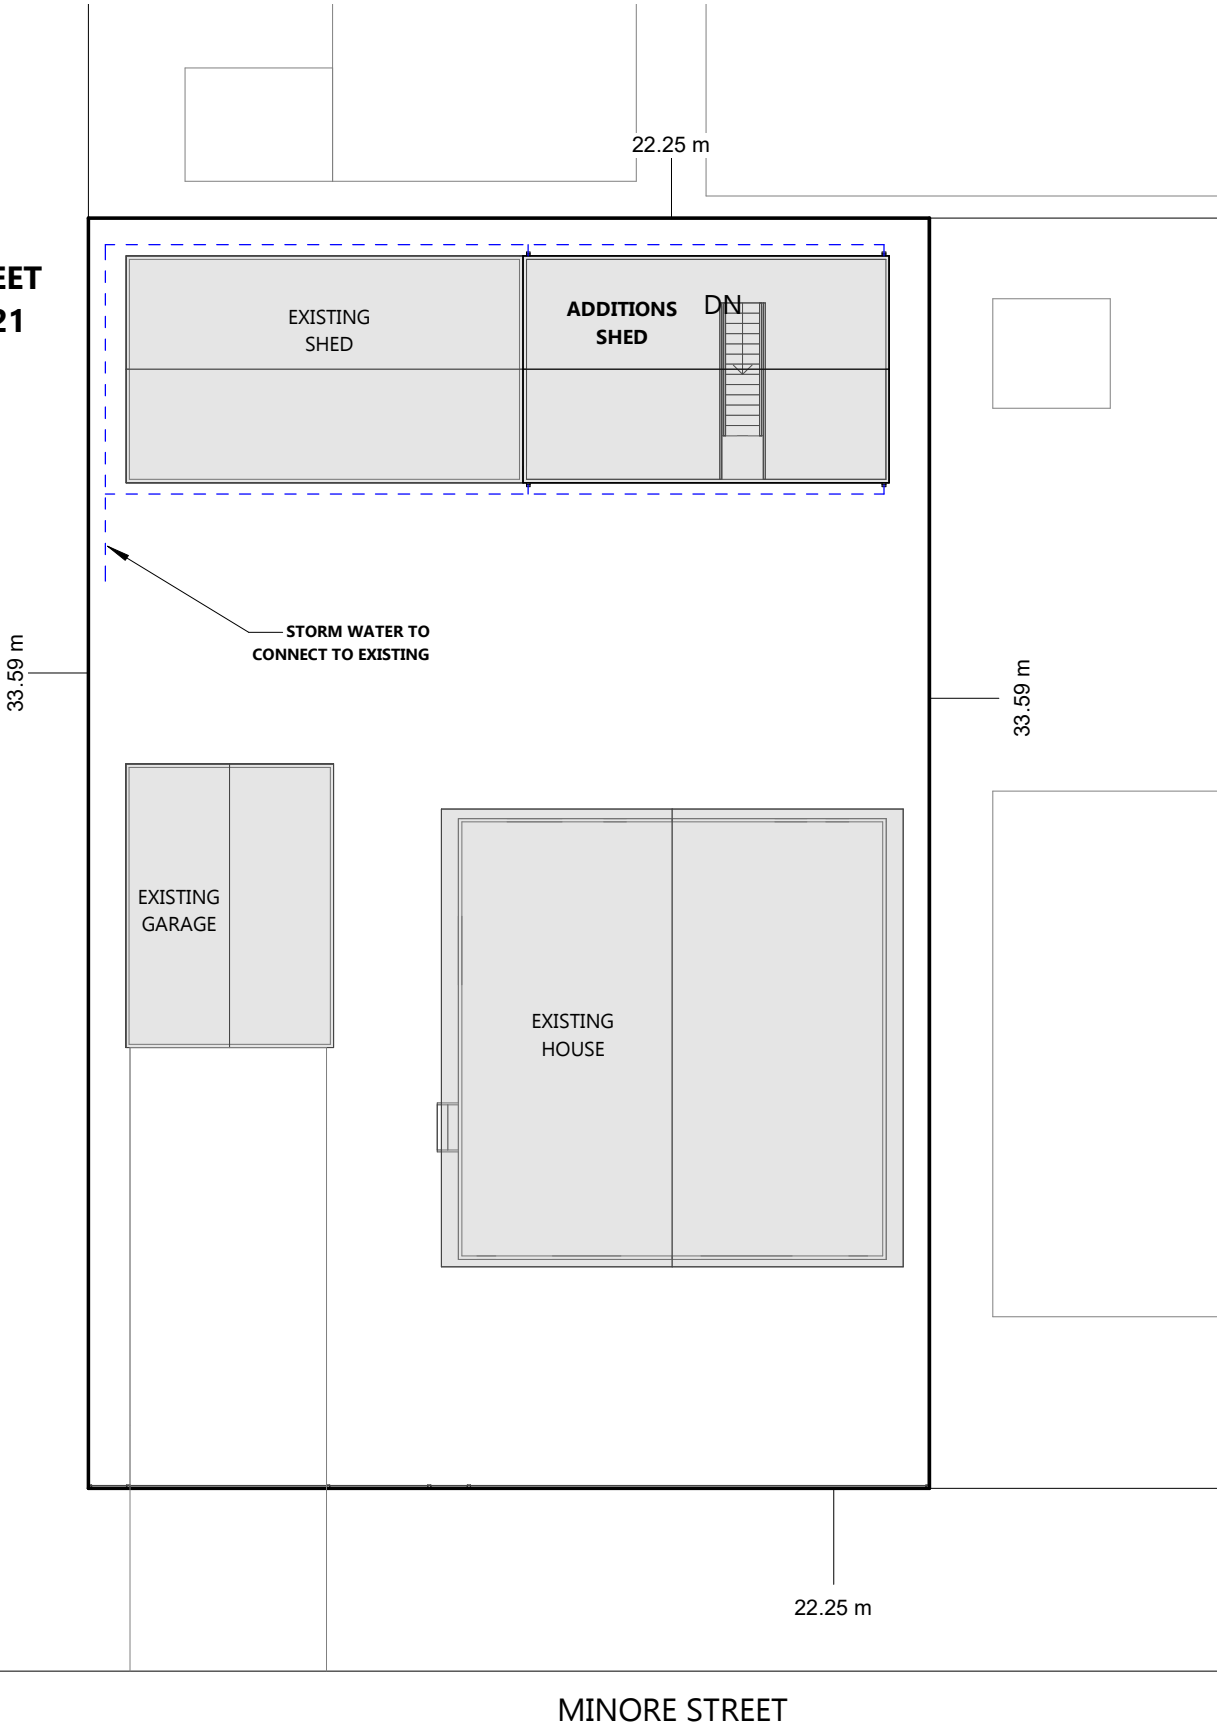 22.25 m
EET
21
EXISTING
SHED
ADDITIONS
SHED
DN
STORM WATER TO
CONNECT TO EXISTING
33.59 m
33.59 m
EXISTING
GARAGE
EXISTING
HOUSE
22.25 m
MINORE STREET